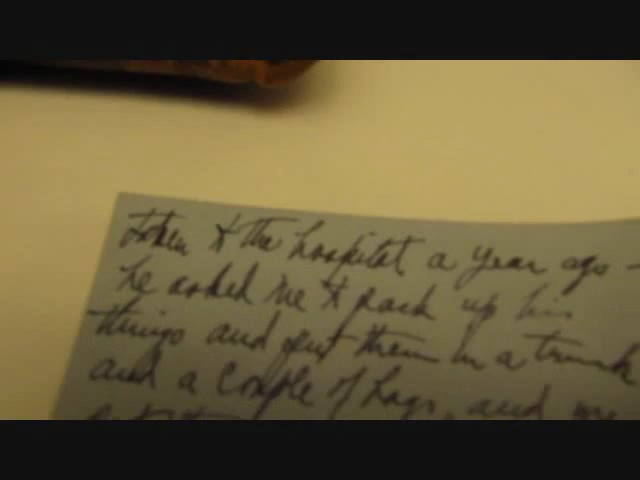 taken to the hospital a year ago -
he asked me to pack up his
things and put them in a trunk
and a couple of bags, and